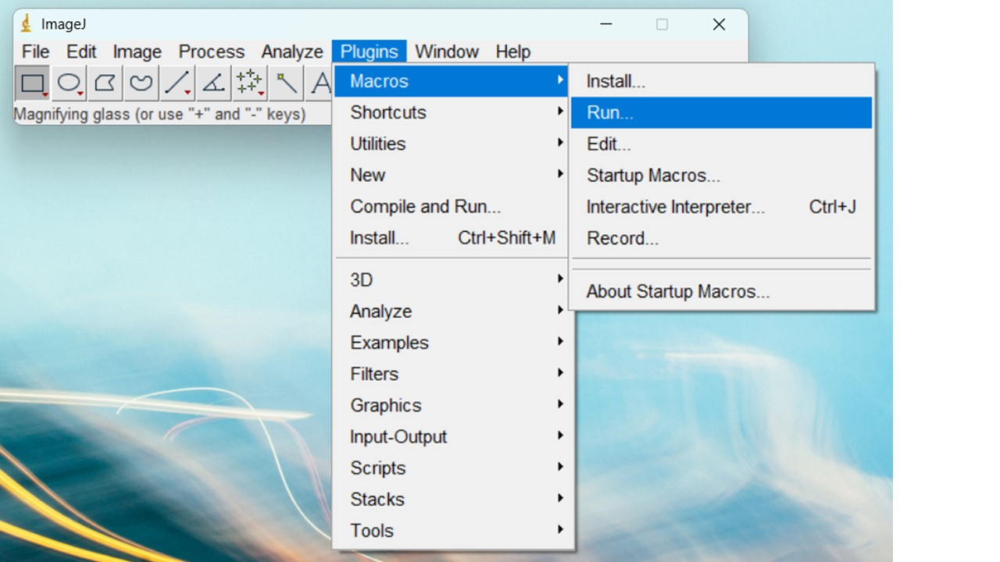 ImageJ
File Edit Image Process Analyze Plugins Window Help
A
Magnifying glass (or use "+" and "-" keys)
Macros
Shortcuts
Utilities
New
Compile and Run...
Install... Ctrl+Shift+M
3D
Analyze
Examples
Filters
Graphics
Input-Output
Scripts
Stacks
Tools
Install...
Run...
Edit...
Startup Macros...
Interactive Interpreter... Ctrl+J
Record...
About Startup Macros...